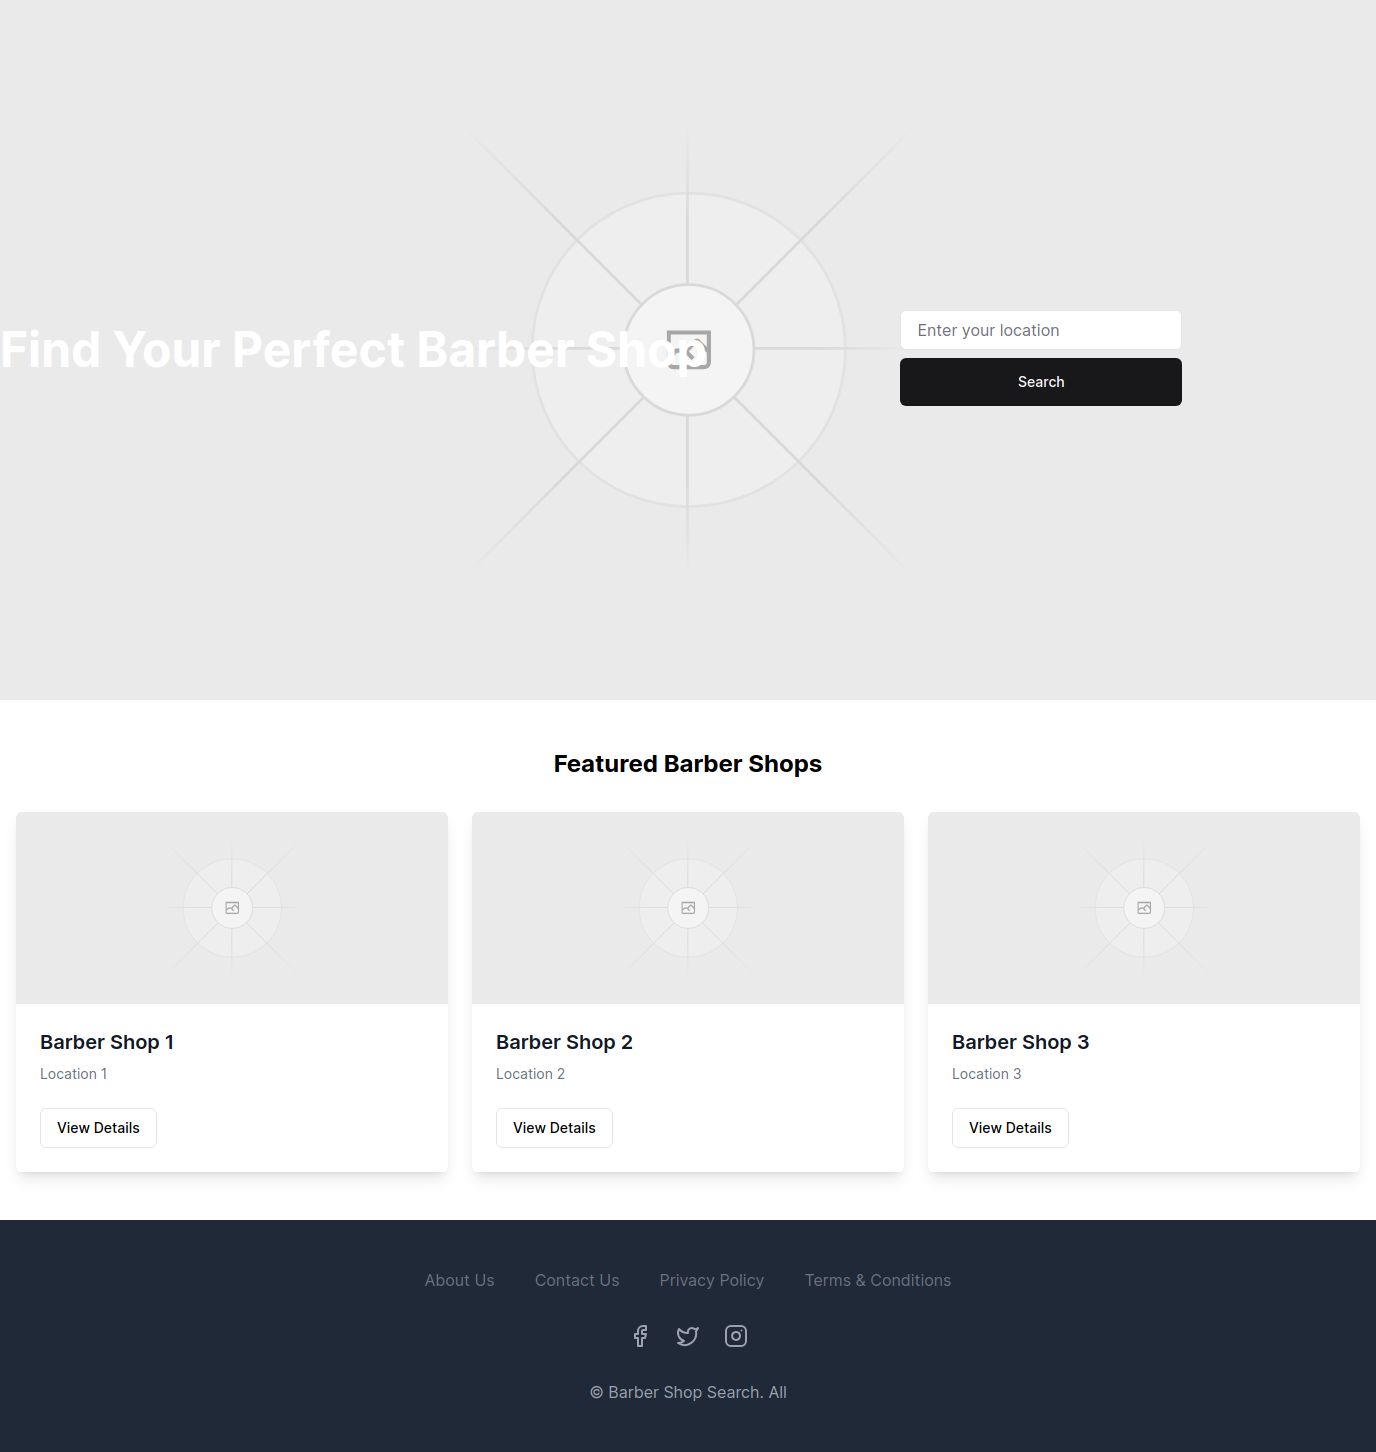 Find Your Perfect Barber Shop
Enter your location
Search
Featured Barber Shops
Barber Shop 1
Location 1
View Details
Barber Shop 2
Location 2
View Details
Barber Shop 3
Location 3
View Details
About Us Contact Us Privacy Policy Terms & Conditions
© Barber Shop Search. All